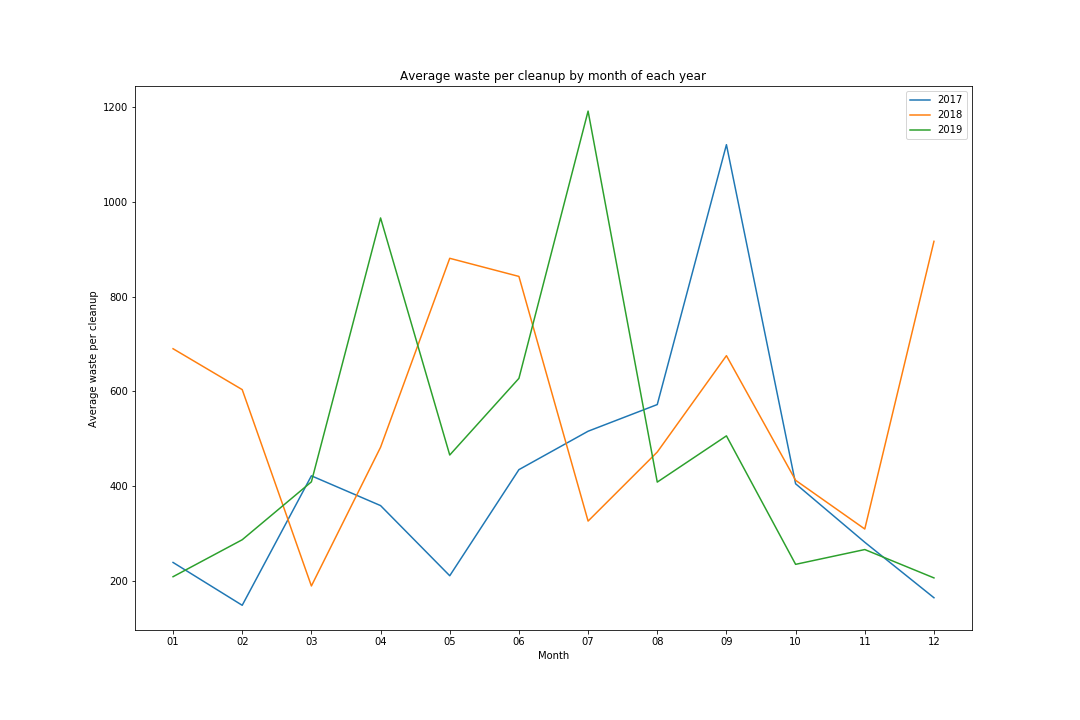 Average waste per cleanup by month of each year
2017
2018
2019
1200
1000
800
600
400
200
Average waste per cleanup
01 02 03 04 05 06 07 08 09 10 11 12
Month